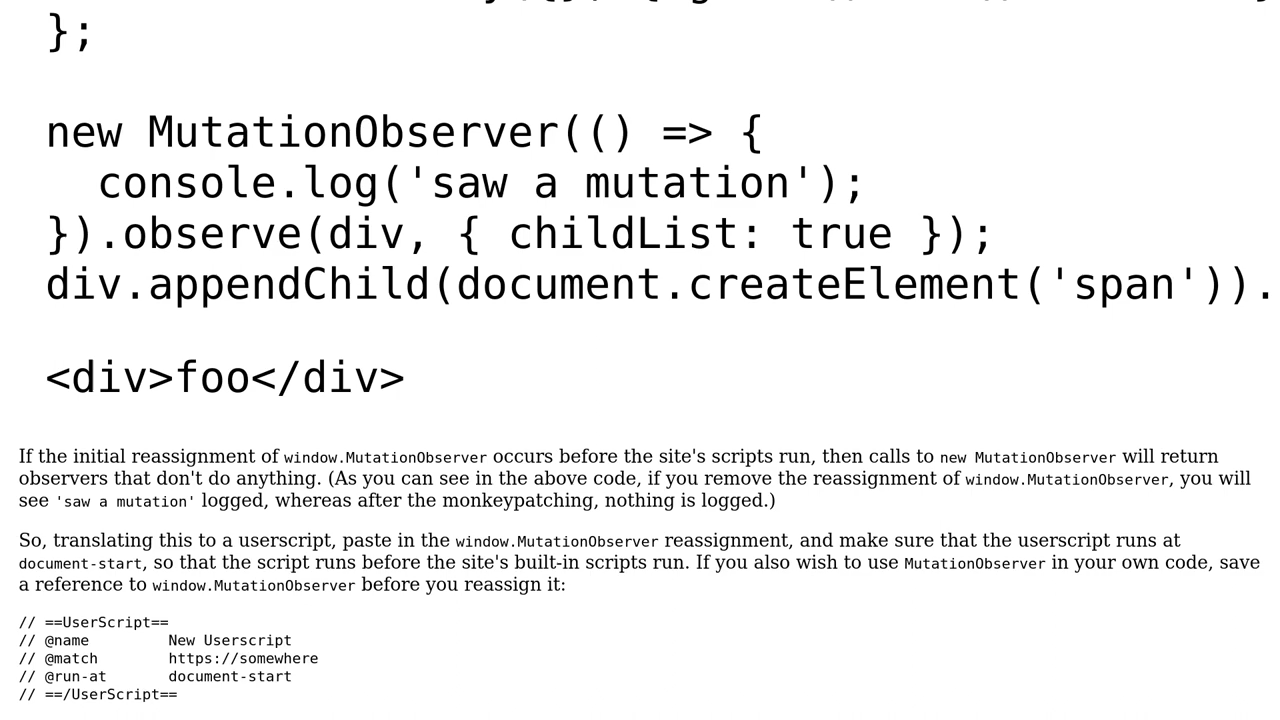 };
new MutationObserver(() => {
  console.log('saw a mutation');
}).observe(div, { childList: true });
div.appendChild(document.createElement('span')).
<div>foo</div>
If the initial reassignment of window.MutationObserver occurs before the site's scripts run, then calls to new MutationObserver will return
observers that don't do anything. (As you can see in the above code, if you remove the reassignment of window.MutationObserver, you will
see 'saw a mutation' logged, whereas after the monkeypatching, nothing is logged.)
So, translating this to a userscript, paste in the window.MutationObserver reassignment, and make sure that the userscript runs at
document-start, so that the script runs before the site's built-in scripts run. If you also wish to use MutationObserver in your own code, save
a reference to window.MutationObserver before you reassign it:
// ==UserScript==
// @name         New Userscript
// @match        https://somewhere
// @run-at       document-start
// ==/UserScript==